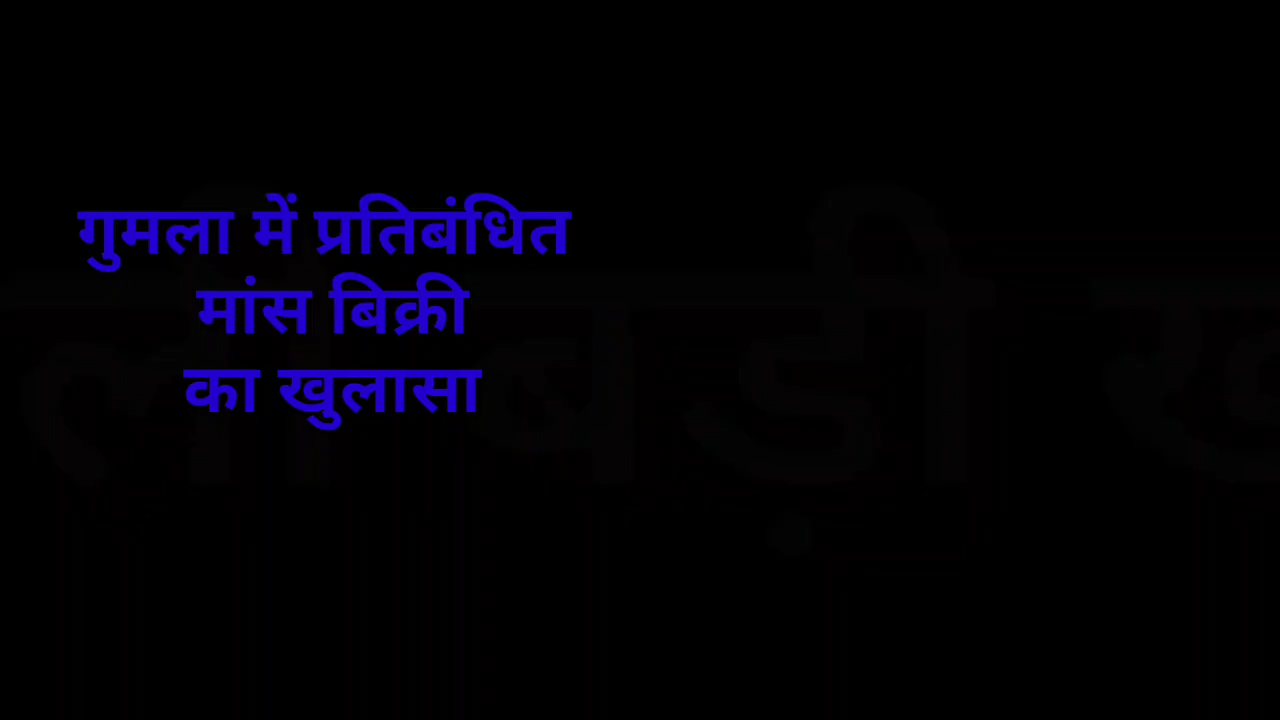 गुमला में प्रतिबंधित
मांस बिक्री
का खुलासा